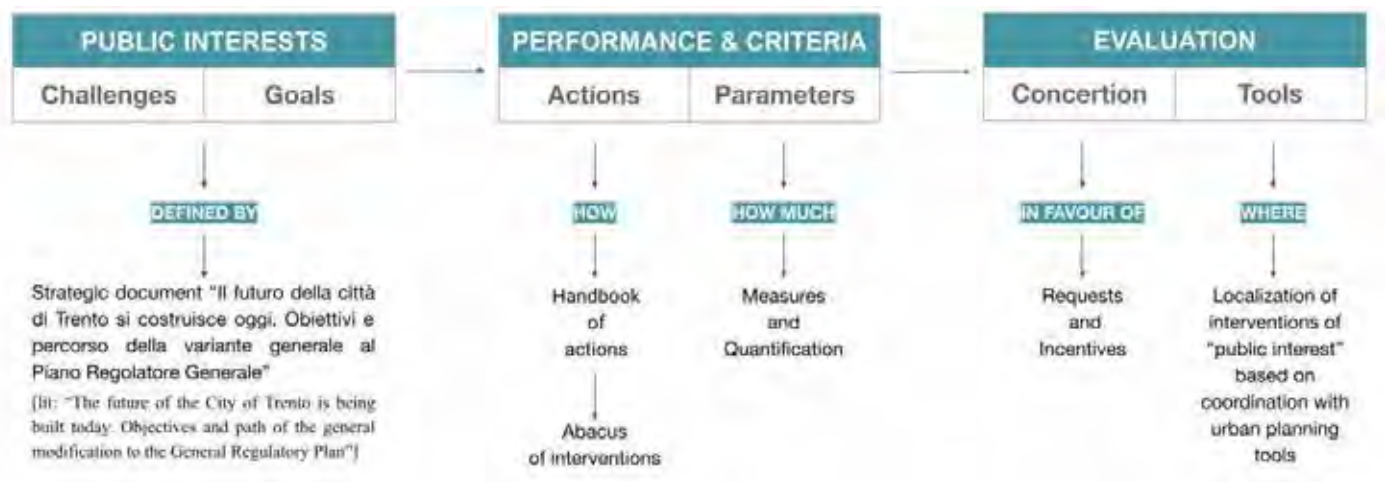 PUBLIC INTERESTS
Challenges
Goals
DEFINED BY
Strategic document "Il futuro della città
di Trento si costruisce oggi. Obiettivi e
percorso della variante generale al
Piano Regolatore Generale"
[lit: "The future of the City of Trento is being
built today. Objectives and path of the general
modification to the General Regulatory Plan"]
PERFORMANCE & CRITERIA
Actions
Parameters
HOW
Handbook
of
actions
Abacus
of interventions
HOW MUCH
Measures
and
Quantification
EVALUATION
Concertion
Tools
IN FAVOUR OF
Requests
and
Incentives
WHERE
Localization of
interventions of
"public interest"
based on
coordination with
urban planning
tools